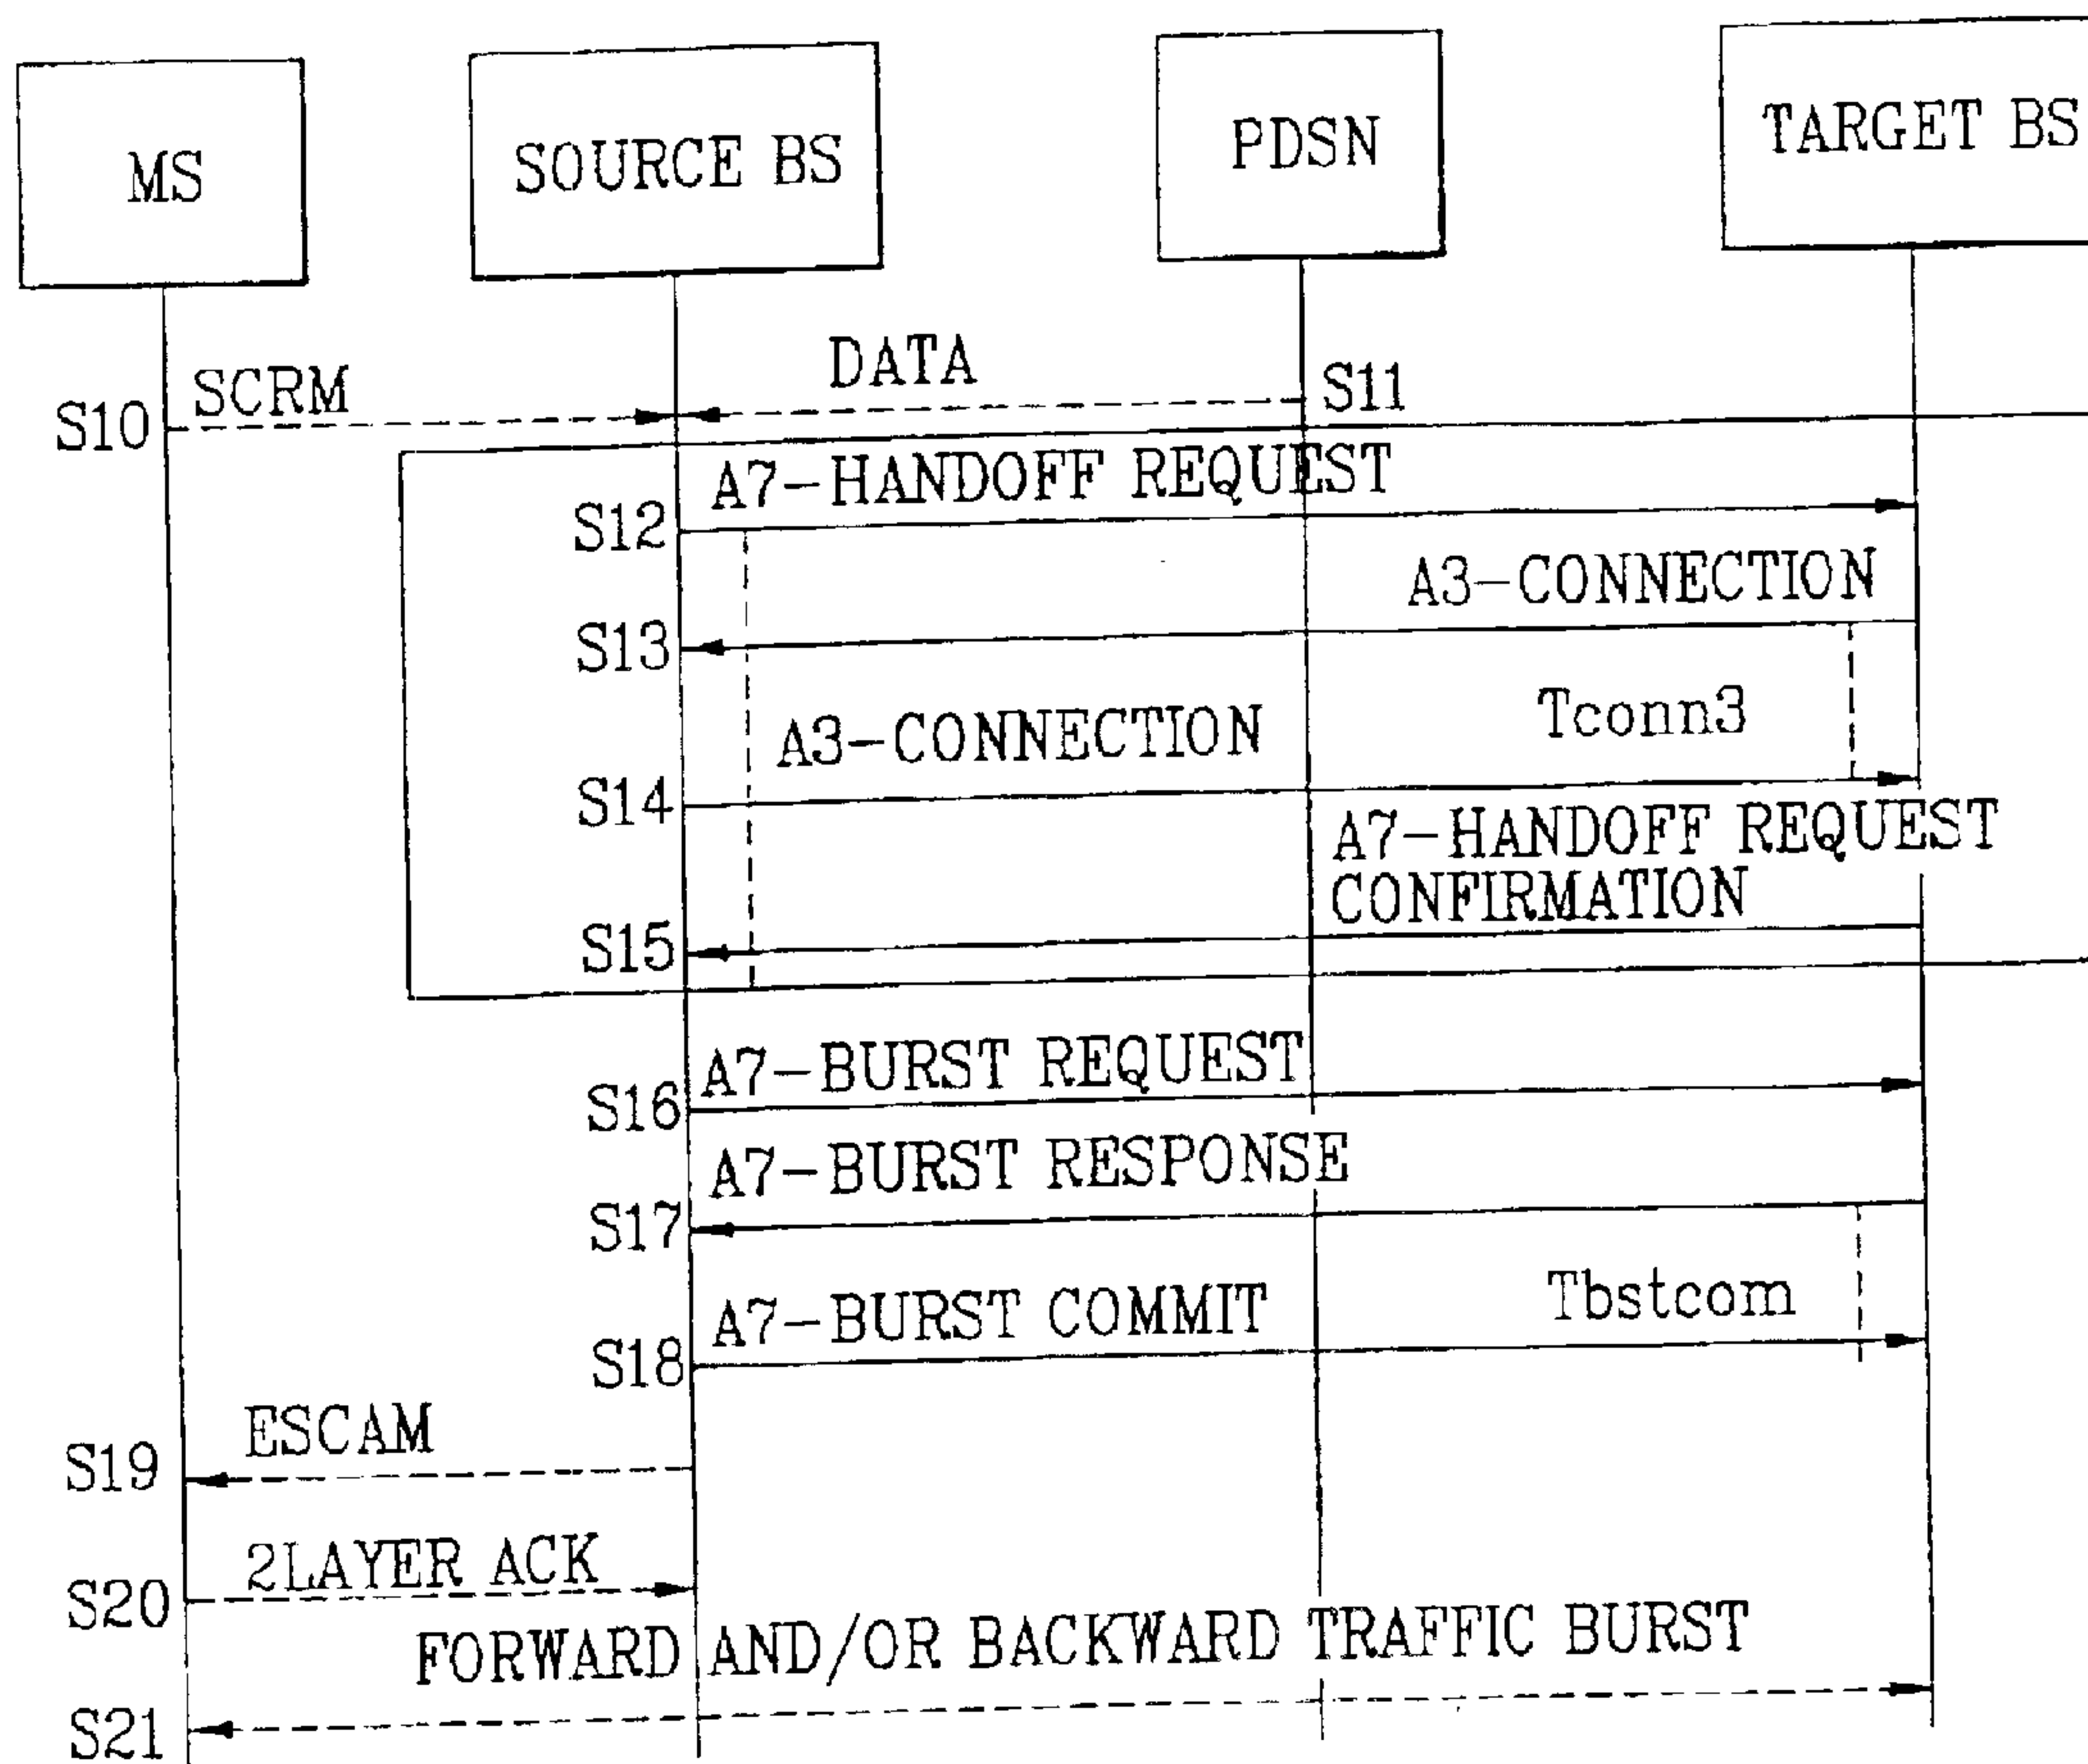 MS
SOURCE BS
PDSN
TARGET BS
S10
SCRM
DATA
S11
S12
A7-HANDOFF REQUEST
A3-CONNECTION
S13
A3-CONNECTION
Tconn3
S14
A7-HANDOFF REQUEST
CONFIRMATION
S15
A7-BURST REQUEST
S16
A7-BURST RESPONSE
S17
A7-BURST COMMIT
Tbstcom
S18
ESCAM
S19
2LAYER ACK
S20
FORWARD AND/OR BACKWARD TRAFFIC BURST
S21